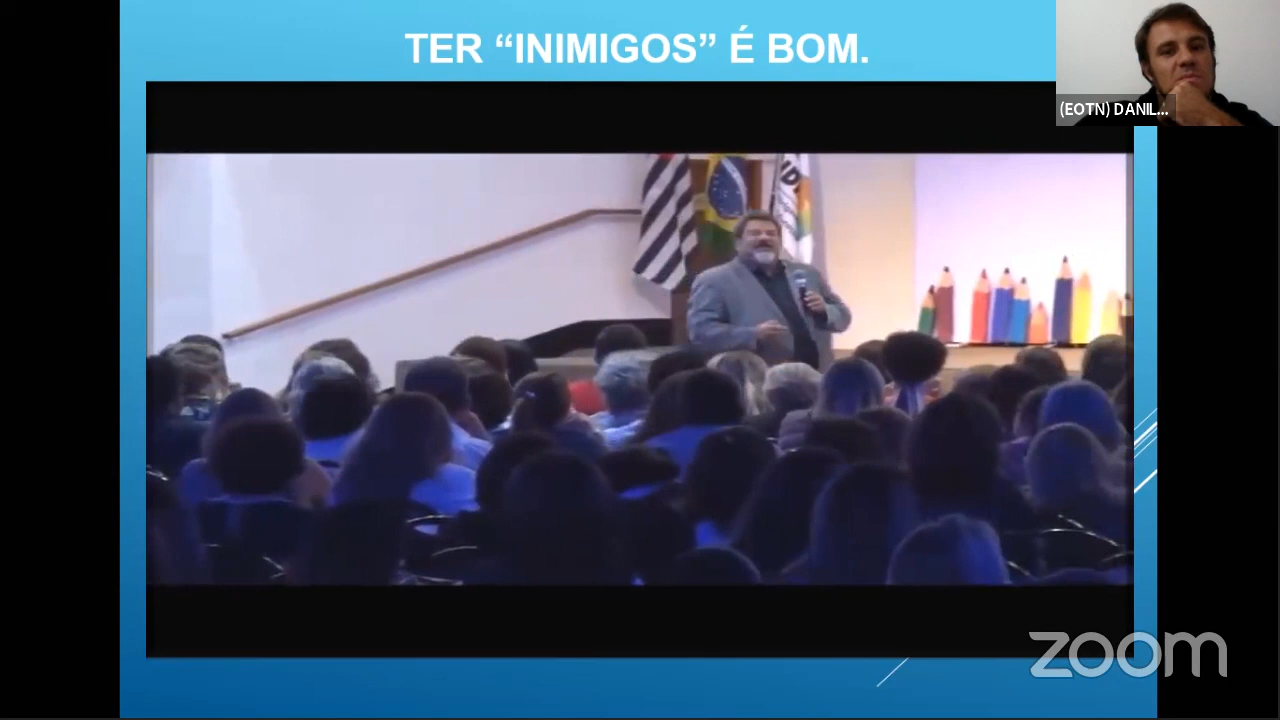 TER “INIMIGOS” É BOM.
(EOTN) DANIL...
zoom